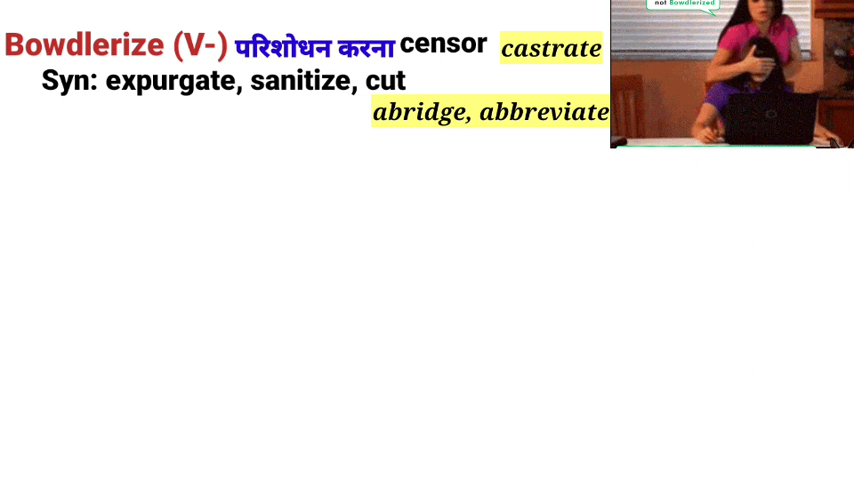 Bowdlerize (V-) परिशोधन करना censor castrate
Syn: expurgate, sanitize, cut
abridge, abbreviate
not Bowdlerized